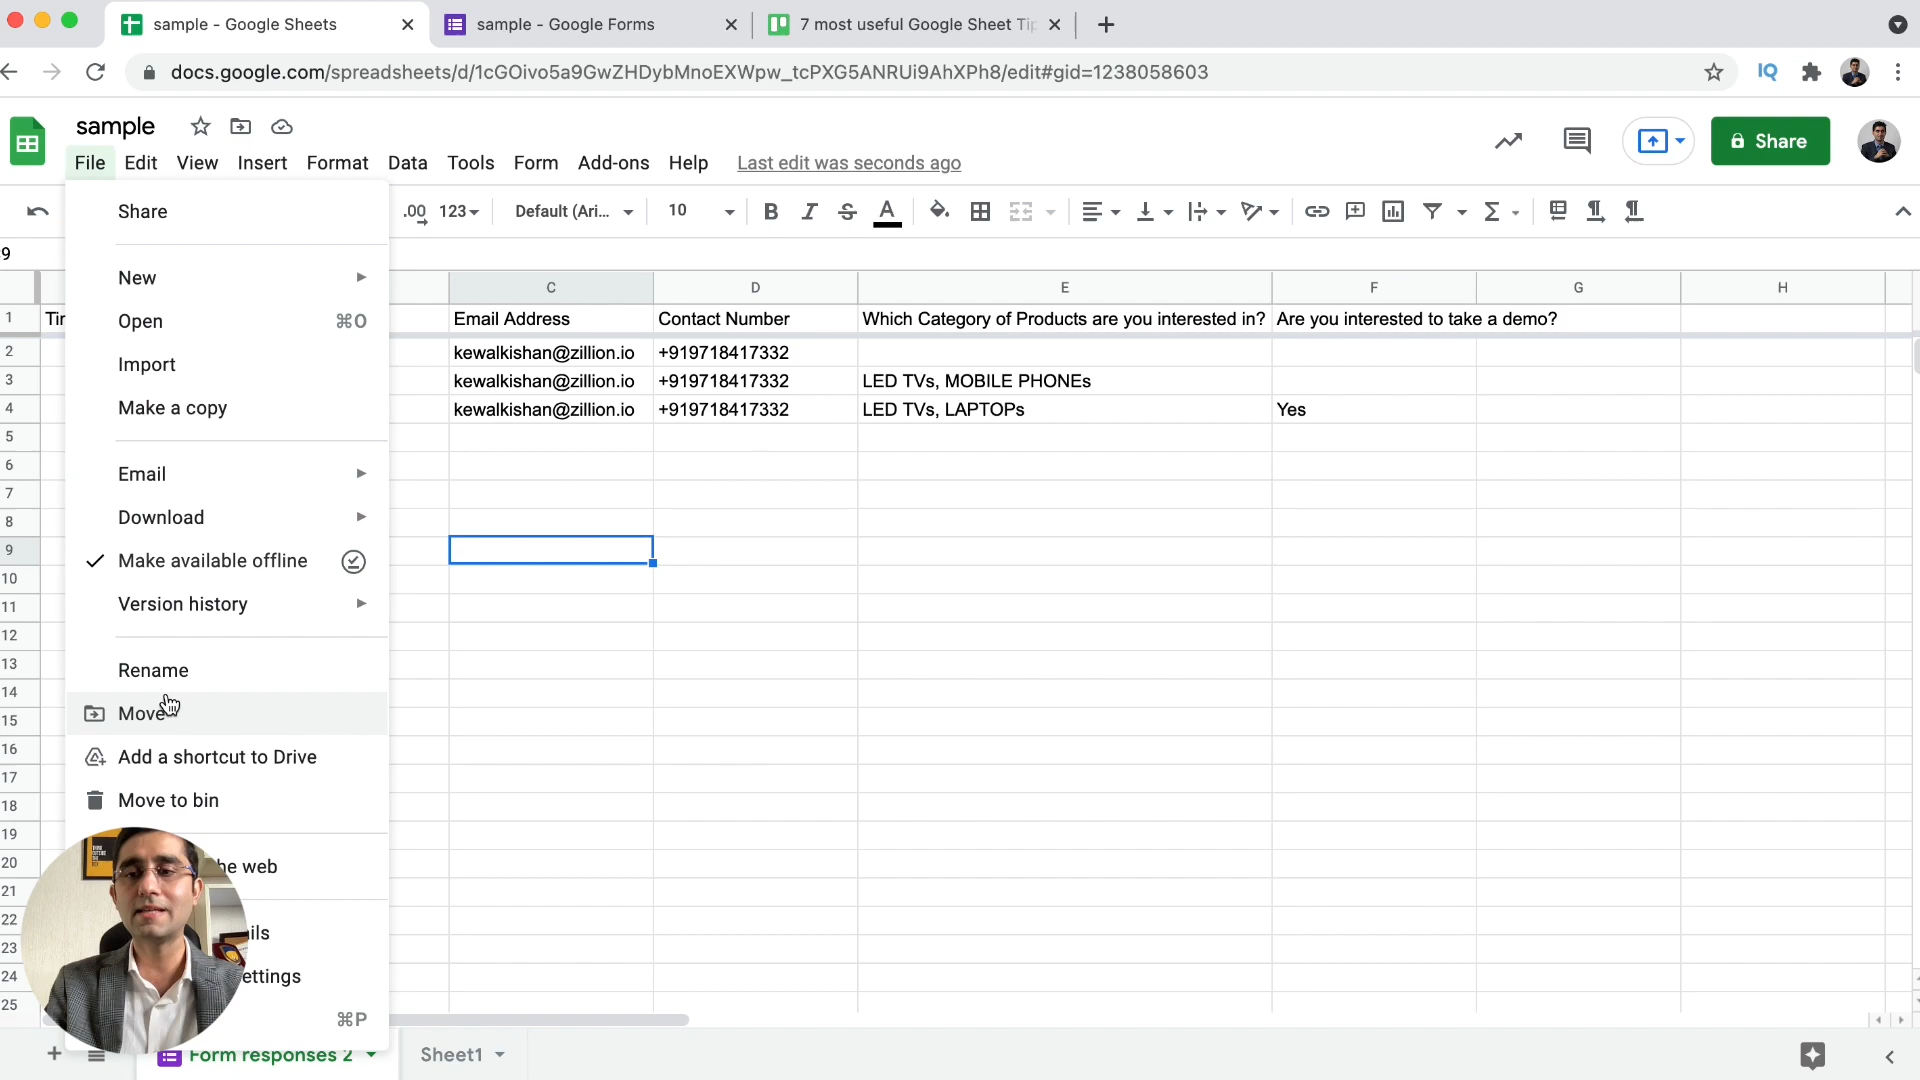 sample - Google Sheets
sample - Google Forms
7 most useful Google Sheet Tip
docs.google.com/spreadsheets/d/1cGOivo5a9GwZHDybMnoEXWpw_tcPXG5ANRUi9AhXPh8/edit#gid=1238058603
IQ
sample
File Edit View Insert Format Data Tools Form Add-ons Help Last edit was seconds ago
Share
.00 123 Default (Ari... 10 B I S A
9
C D E F G H
1 Tir Email Address Contact Number Which Category of Products are you interested in? Are you interested to take a demo?
2 kewalkishan@zillion.io +919718417332
3 kewalkishan@zillion.io +919718417332 LED TVs, MOBILE PHONEs
4 kewalkishan@zillion.io +919718417332 LED TVs, LAPTOPs Yes
5
6
7
8
9
10
11
12
13
14
15
16
17
18
19
20
21
22
23
24
25
Share
New
Open ⌘O
Import
Make a copy
Email
Download
Make available offline
Version history
Rename
Move
Add a shortcut to Drive
Move to bin
he web
ils
ettings
⌘P
Form responses 2 Sheet1